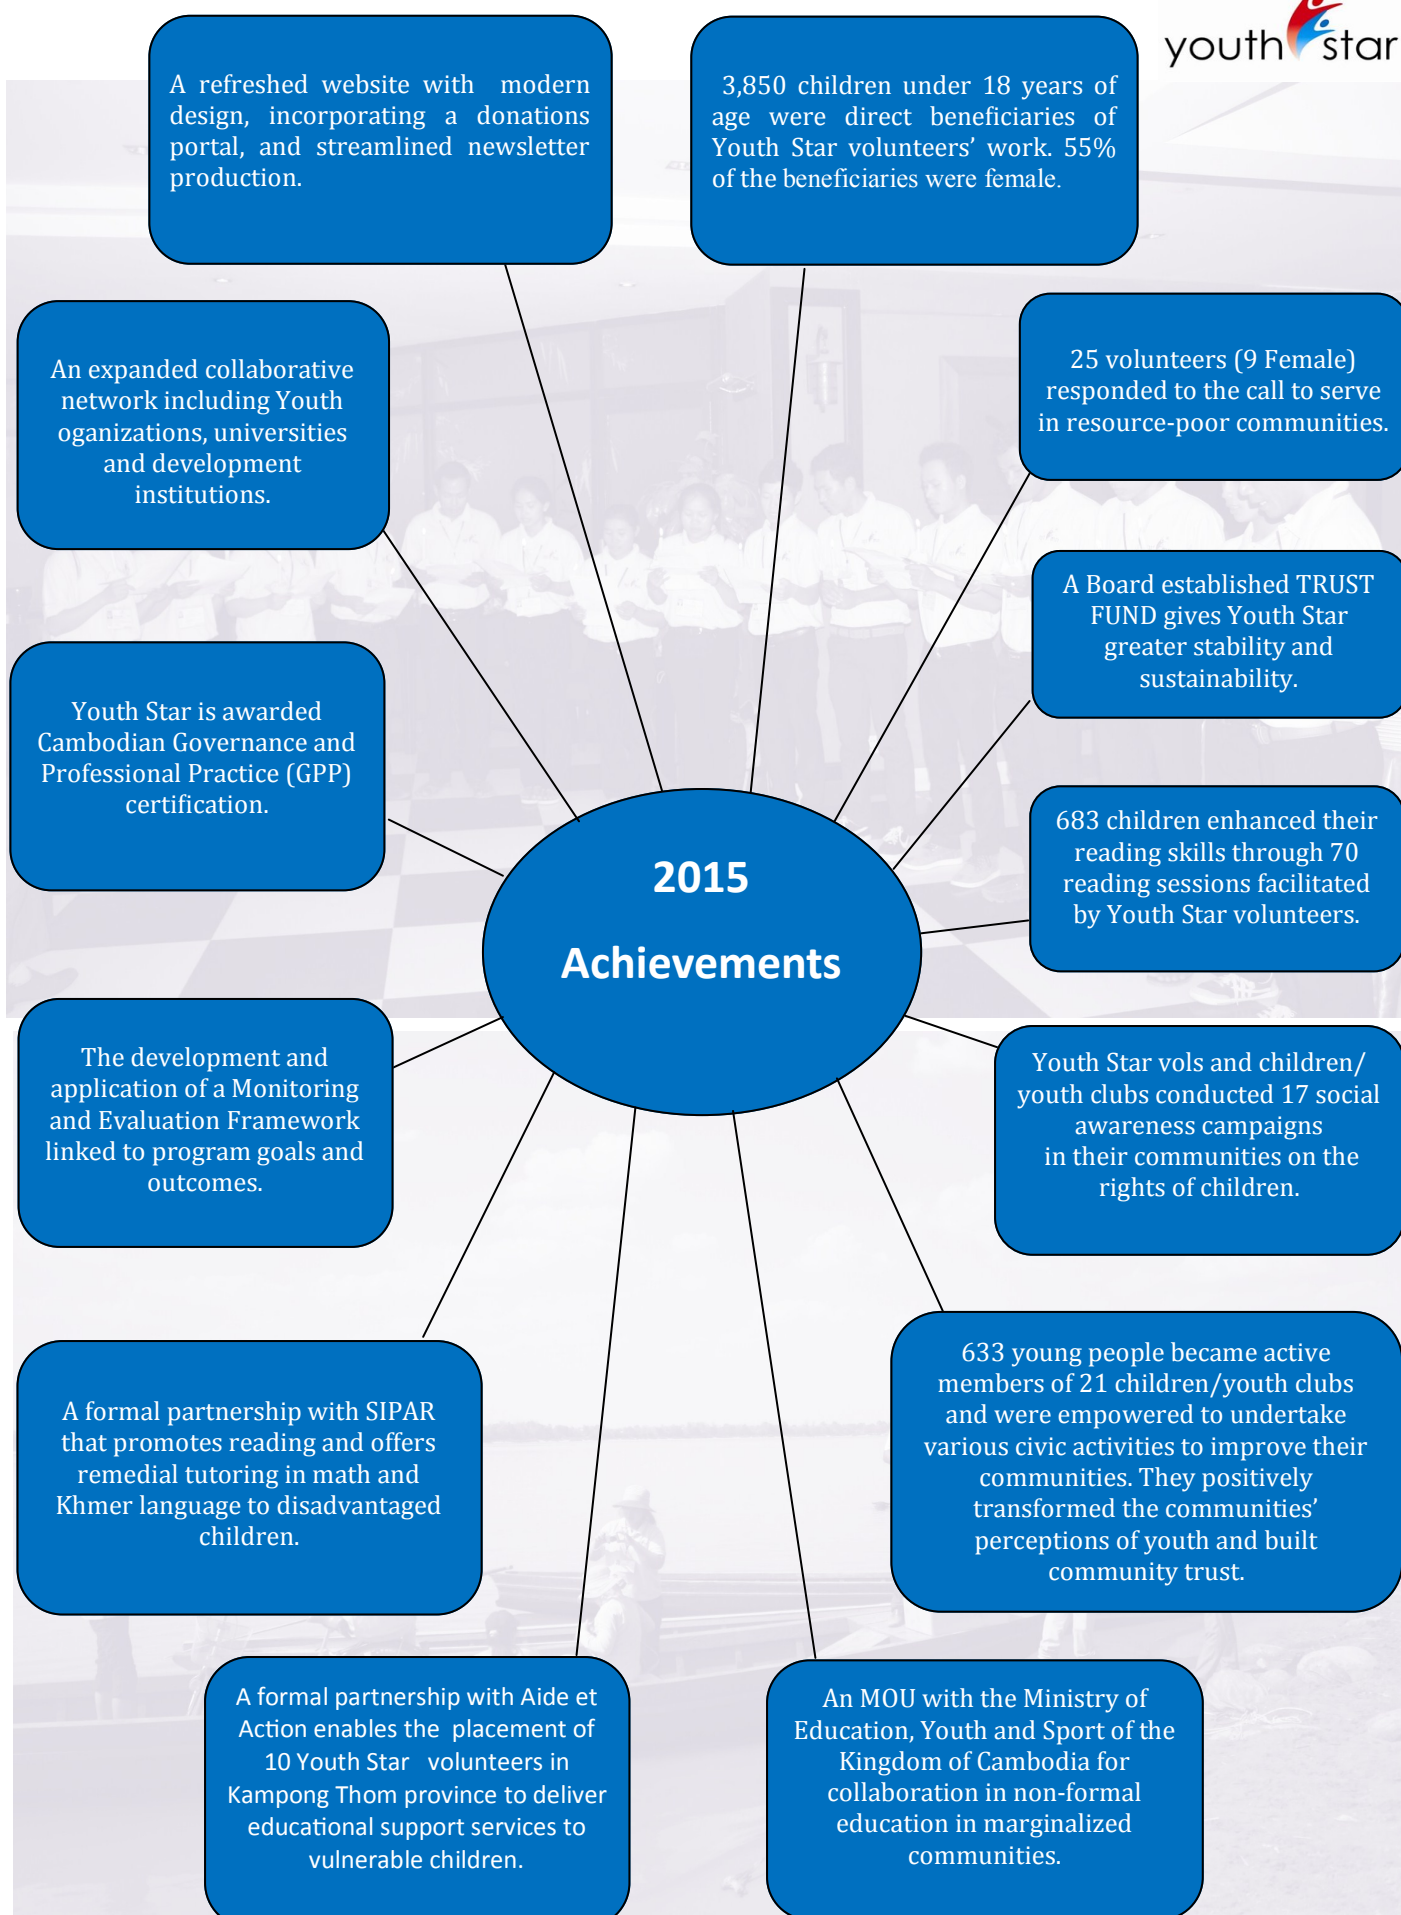 youth star
A refreshed website with modern
design, incorporating a donations
portal, and streamlined newsletter
production.
3,850 children under 18 years of
age were direct beneficiaries of
Youth Star volunteers’ work. 55%
of the beneficiaries were female.
An expanded collaborative
network including Youth
oganizations, universities
and development
institutions.
25 volunteers (9 Female)
responded to the call to serve
in resource-poor communities.
A Board established TRUST
FUND gives Youth Star
greater stability and
sustainability.
Youth Star is awarded
Cambodian Governance and
Professional Practice (GPP)
certification.
683 children enhanced their
reading skills through 70
reading sessions facilitated
by Youth Star volunteers.
2015
Achievements
The development and
application of a Monitoring
and Evaluation Framework
linked to program goals and
outcomes.
Youth Star vols and children/
youth clubs conducted 17 social
awareness campaigns
in their communities on the
rights of children.
A formal partnership with SIPAR
that promotes reading and offers
remedial tutoring in math and
Khmer language to disadvantaged
children.
633 young people became active
members of 21 children/youth clubs
and were empowered to undertake
various civic activities to improve their
communities. They positively
transformed the communities’
perceptions of youth and built
community trust.
A formal partnership with Aide et
Action enables the placement of
10 Youth Star volunteers in
Kampong Thom province to deliver
educational support services to
vulnerable children.
An MOU with the Ministry of
Education, Youth and Sport of the
Kingdom of Cambodia for
collaboration in non-formal
education in marginalized
communities.